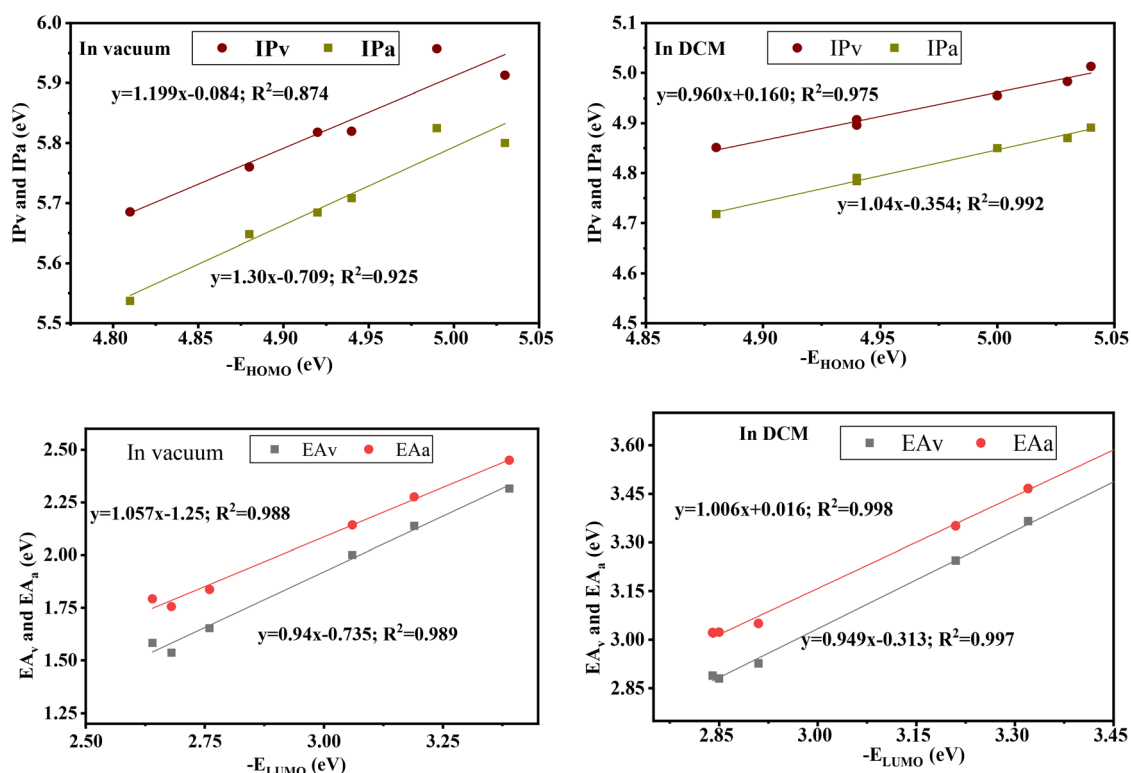 In vacuum
IPv
IPa
y=1.199x-0.084; R²=0.874
y=1.30x-0.709; R²=0.925
IPv and IPa (eV)
6.0
5.9
5.8
5.7
5.6
5.5
4.80
4.85
4.90
4.95
5.00
5.05
-E_HOMO (eV)
In DCM
IPv
IPa
y=0.960x+0.160; R²=0.975
y=1.04x-0.354; R²=0.992
IPv and IPa (eV)
5.1
5.0
4.9
4.8
4.7
4.6
4.5
4.85
4.90
4.95
5.00
5.05
-E_HOMO (eV)
In vacuum
EAv
EAa
y=1.057x-1.25; R²=0.988
y=0.94x-0.735; R²=0.989
EA_v and EA_a (eV)
2.50
2.25
2.00
1.75
1.50
1.25
2.50
2.75
3.00
3.25
-E_LUMO (eV)
In DCM
EAv
EAa
y=1.006x+0.016; R²=0.998
y=0.949x-0.313; R²=0.997
EA_v and EA_a (eV)
3.60
3.45
3.30
3.15
3.00
2.85
2.85
3.00
3.15
3.30
3.45
-E_LUMO (eV)